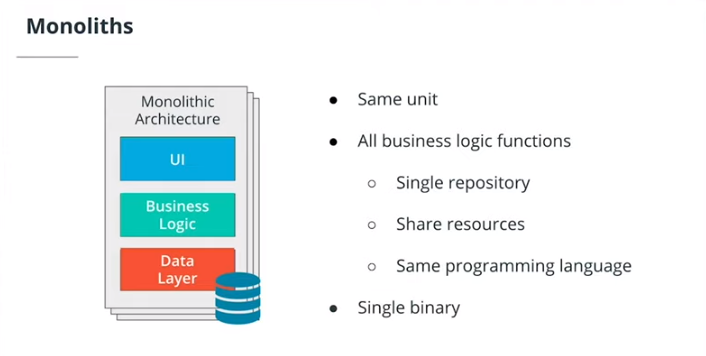 Monoliths
Monolithic
Architecture
UI
Business
Logic
Data
Layer
● Same unit
● All business logic functions
○ Single repository
○ Share resources
○ Same programming language
● Single binary